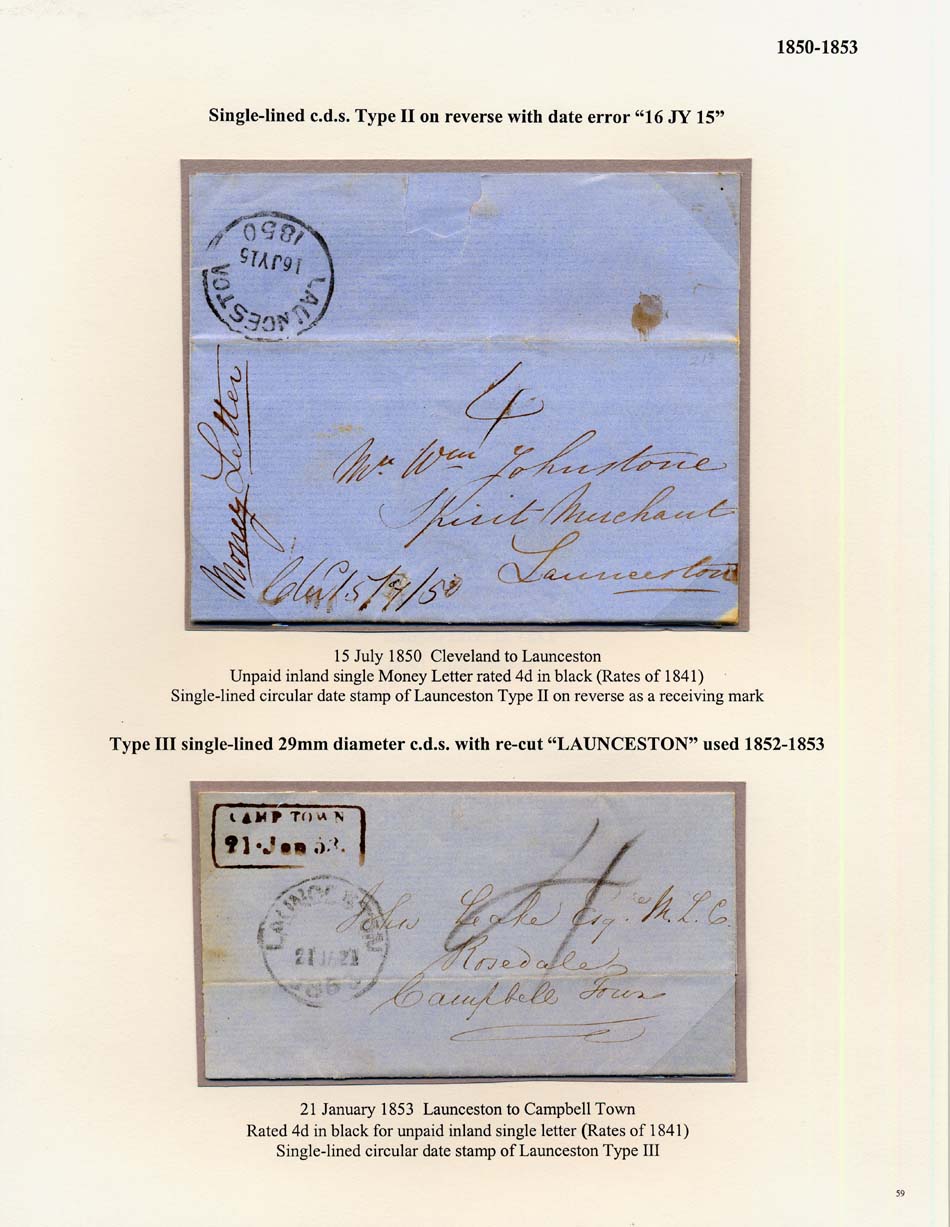 1850-1853
Single-lined c.d.s. Type II on reverse with date error “16 JY 15”
1850
16JY15
LAUNCESTON
Money Letter
4
Mr Wm Johnstone
Spirit Merchant
Launceston
15/7/50
15 July 1850 Cleveland to Launceston
Unpaid inland single Money Letter rated 4d in black (Rates of 1841)
Single-lined circular date stamp of Launceston Type II on reverse as a receiving mark
Type III single-lined 29mm diameter c.d.s. with re-cut “LAUNCESTON” used 1852-1853
CAMP TOWN
21·Jan 53.
LAUNCESTON
21 JA 21
4
John Leake Esqre M.L.C.
Rosedale
Campbell Town
21 January 1853 Launceston to Campbell Town
Rated 4d in black for unpaid inland single letter (Rates of 1841)
Single-lined circular date stamp of Launceston Type III
59